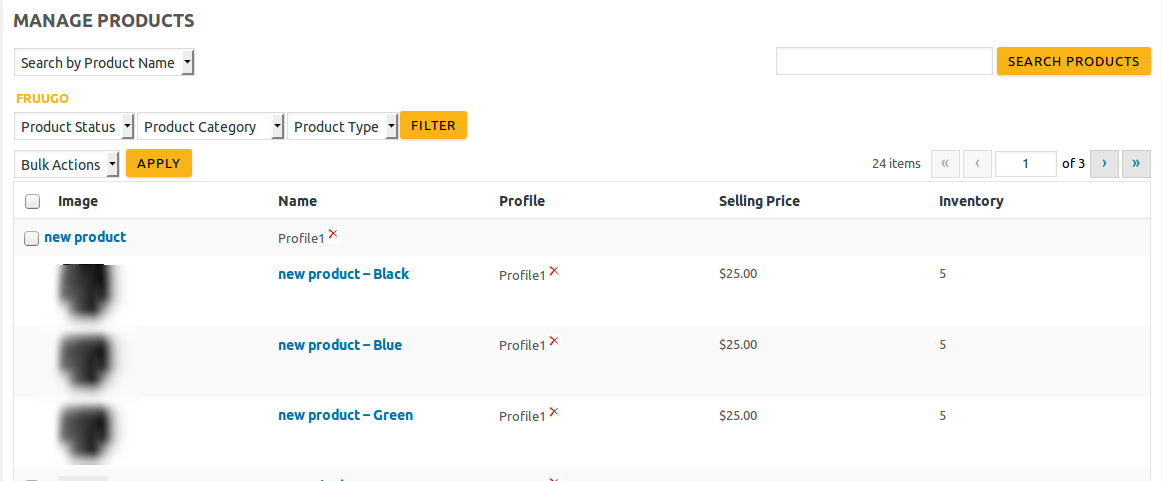 MANAGE PRODUCTS
Search by Product Name SEARCH PRODUCTS
FRUUGO
Product Status Product Category Product Type FILTER
Bulk Actions APPLY 24 items « ‹ 1 of 3 › »
Image Name Profile Selling Price Inventory
new product Profile1
new product – Black Profile1 $25.00 5
new product – Blue Profile1 $25.00 5
new product – Green Profile1 $25.00 5